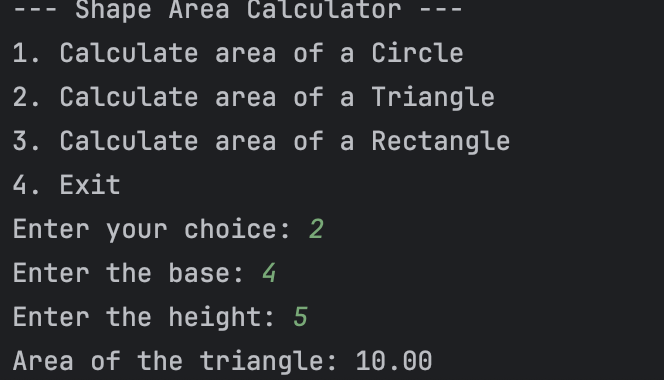 --- Shape Area Calculator ---
1. Calculate area of a Circle
2. Calculate area of a Triangle
3. Calculate area of a Rectangle
4. Exit
Enter your choice: 2
Enter the base: 4
Enter the height: 5
Area of the triangle: 10.00